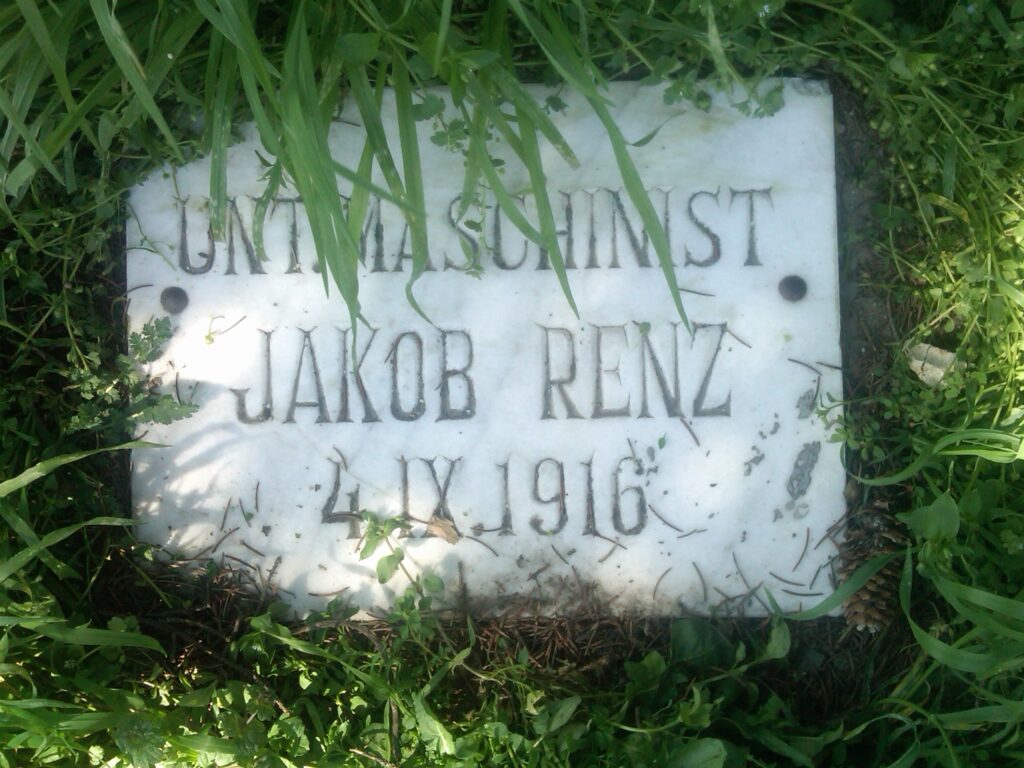 UNT.MASCHINIST
JAKOB RENZ
4.IX.1916